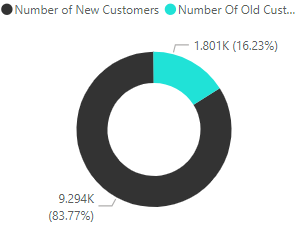 Number of New Customers Number Of Old Cust...
1.801K (16.23%)
9.294K
(83.77%)